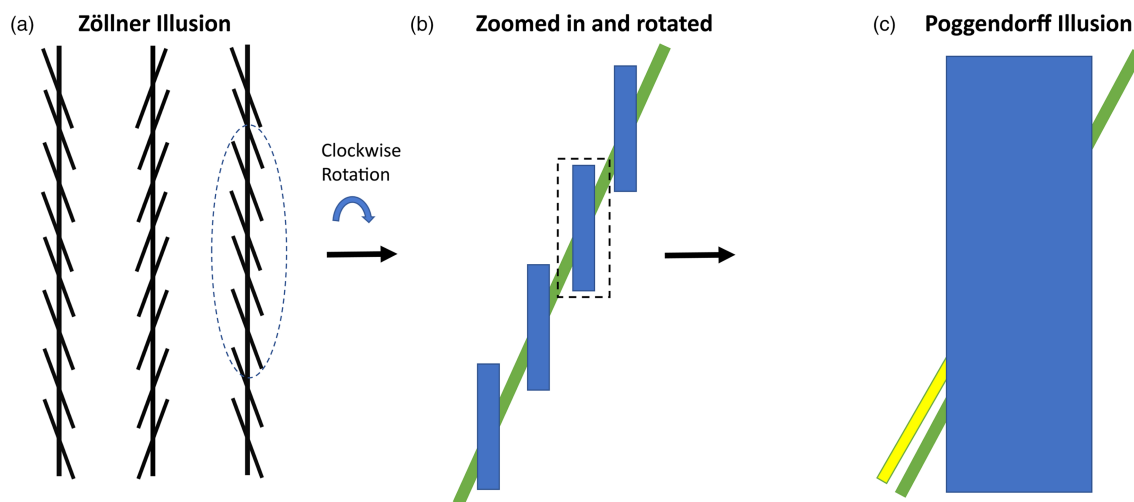 (a) Zöllner Illusion
Clockwise
Rotation
(b) Zoomed in and rotated
(c) Poggendorff Illusion